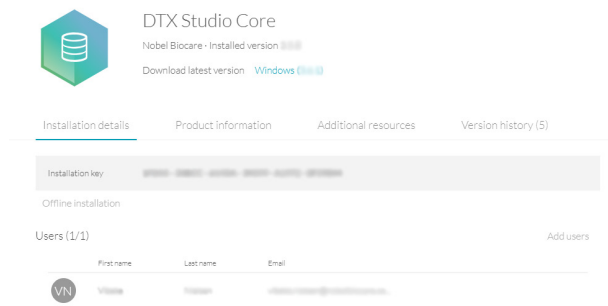 DTX Studio Core
Nobel Biocare · Installed version
Download latest version Windows (
Installation details Product information Additional resources Version history (5)
Installation key
Offline installation
Users (1/1) Add users
First name Last name Email
VN